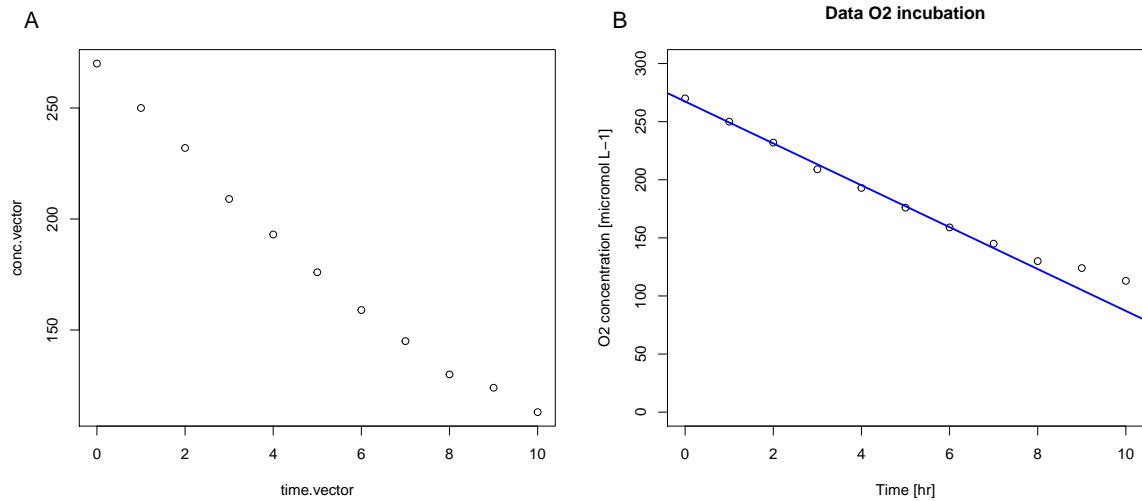 A
250
200
150
conc.vector
0 2 4 6 8 10
time.vector
B
Data O2 incubation
300
250
200
150
100
50
0
O2 concentration [micromol L−1]
0 2 4 6 8 10
Time [hr]